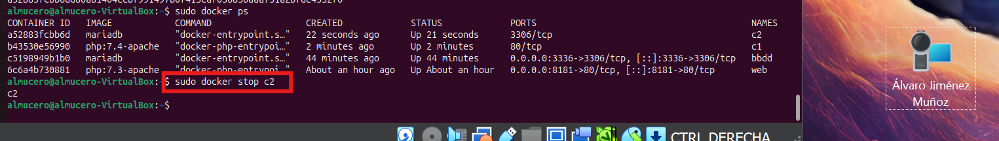 almucero@almucero-VirtualBox:~$ sudo docker ps
CONTAINER ID IMAGE COMMAND CREATED STATUS PORTS NAMES
a52883fcbb6d mariadb "docker-entrypoint.s…" 22 seconds ago Up 21 seconds 3306/tcp c2
b43530e56990 php:7.4-apache "docker-php-entrypoi…" 2 minutes ago Up 2 minutes 80/tcp c1
c5198949b1b0 mariadb "docker-entrypoint.s…" 44 minutes ago Up 44 minutes 0.0.0.0:3336->3306/tcp, [::]:3336->3306/tcp bbdd
6c6a4b730881 php:7.3-apache "docker-php-entrypoi…" About an hour ago Up About an hour 0.0.0.0:8181->80/tcp, [::]:8181->80/tcp web
almucero@almucero-VirtualBox:~$ sudo docker stop c2
c2
almucero@almucero-VirtualBox:~$
Álvaro Jiménez
Muñoz
CTRL DERECHA